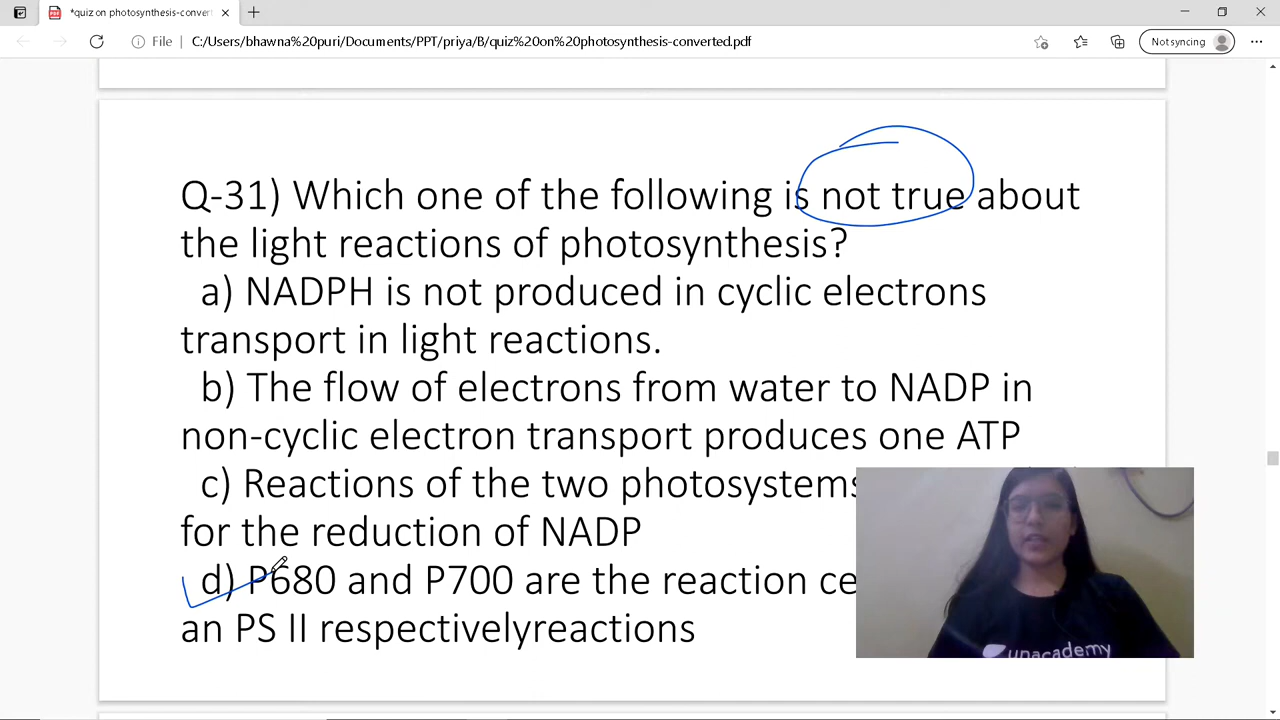 *quiz on photosynthesis-convert
File
C:/Users/bhawna puri/Documents/PPT/priya/B/quiz%20on%20photosynthesis-converted.pdf
Not syncing
Q-31) Which one of the following is not true about
the light reactions of photosynthesis?
a) NADPH is not produced in cyclic electrons
transport in light reactions.
b) The flow of electrons from water to NADP in
non-cyclic electron transport produces one ATP
c) Reactions of the two photosystems
for the reduction of NADP
d) P680 and P700 are the reaction ce
an PS II respectivelyreactions
unacademy